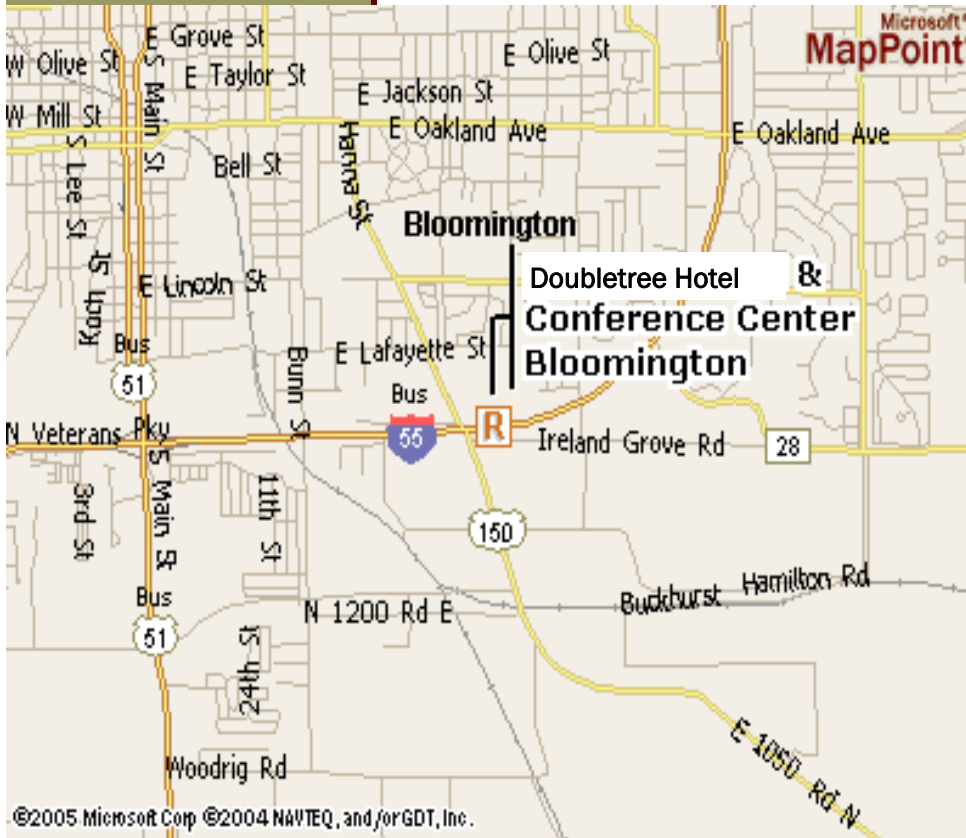 Microsoft®
MapPoint®
E Grove St
E Olive St
W Olive St
E Taylor St
E Jackson St
W Mill St
S Main St
E Oakland Ave
E Oakland Ave
Hanna St
Bell St
S Lee St
Bloomington
Koch St
E Lincoln St
Doubletree Hotel &
Conference Center
Bloomington
Bus
51
E Lafayette St
Bunn St
Bus
55
R
N Veterans Pky
Ireland Grove Rd
28
S Main St
3rd St
11th St
150
Bus
51
N 1200 Rd E
Buckhurst
Hamilton Rd
24th St
E 1050 Rd N
Woodrig Rd
©2005 Microsoft Corp ©2004 NAVTEQ, and/or GDT, Inc.